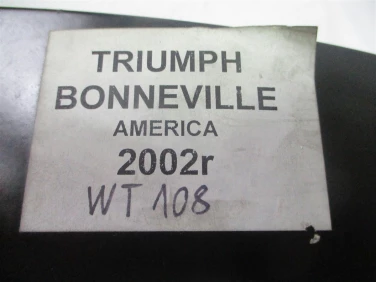 TRIUMPH
BONNEVILLE
AMERICA
2002r
WT 108